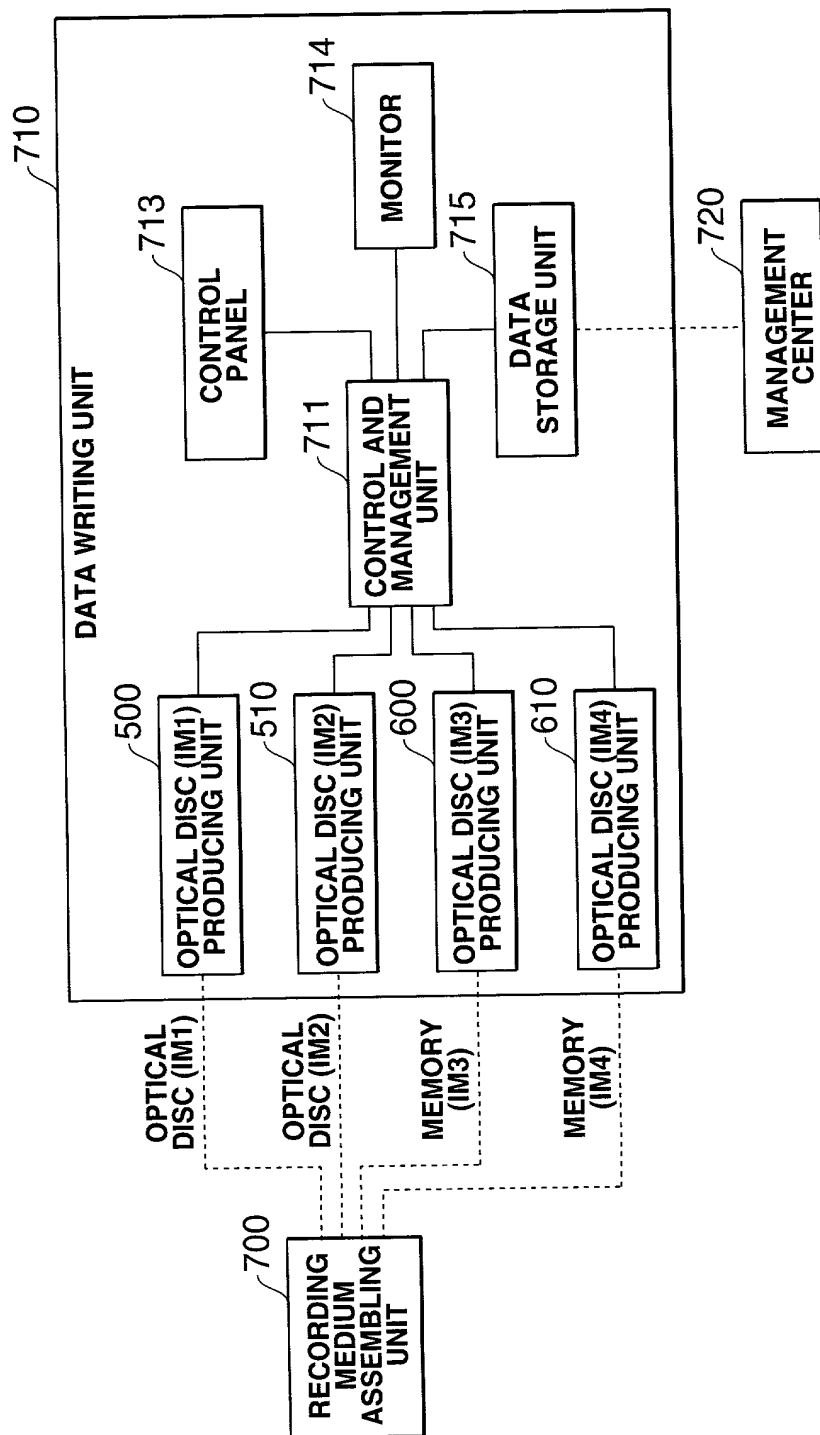 710
DATA WRITING UNIT
713
CONTROL
PANEL
714
MONITOR
711
CONTROL AND
MANAGEMENT
UNIT
715
DATA
STORAGE UNIT
720
MANAGEMENT
CENTER
500
OPTICAL DISC (IM1)
PRODUCING UNIT
510
OPTICAL DISC (IM2)
PRODUCING UNIT
600
OPTICAL DISC (IM3)
PRODUCING UNIT
610
OPTICAL DISC (IM4)
PRODUCING UNIT
OPTICAL
DISC (IM1)
OPTICAL
DISC (IM2)
MEMORY
(IM3)
MEMORY
(IM4)
700
RECORDING
MEDIUM
ASSEMBLING
UNIT